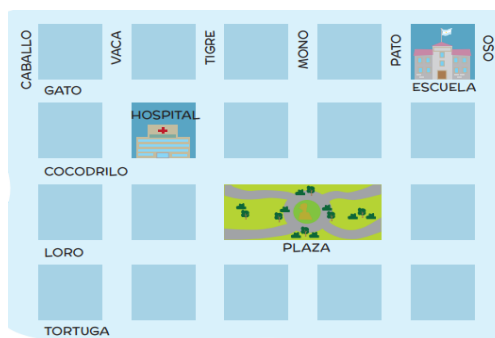 CABALLO
VACA
TIGRE
MONO
PATO
OSO
GATO
ESCUELA
HOSPITAL
COCODRILO
LORO
PLAZA
TORTUGA